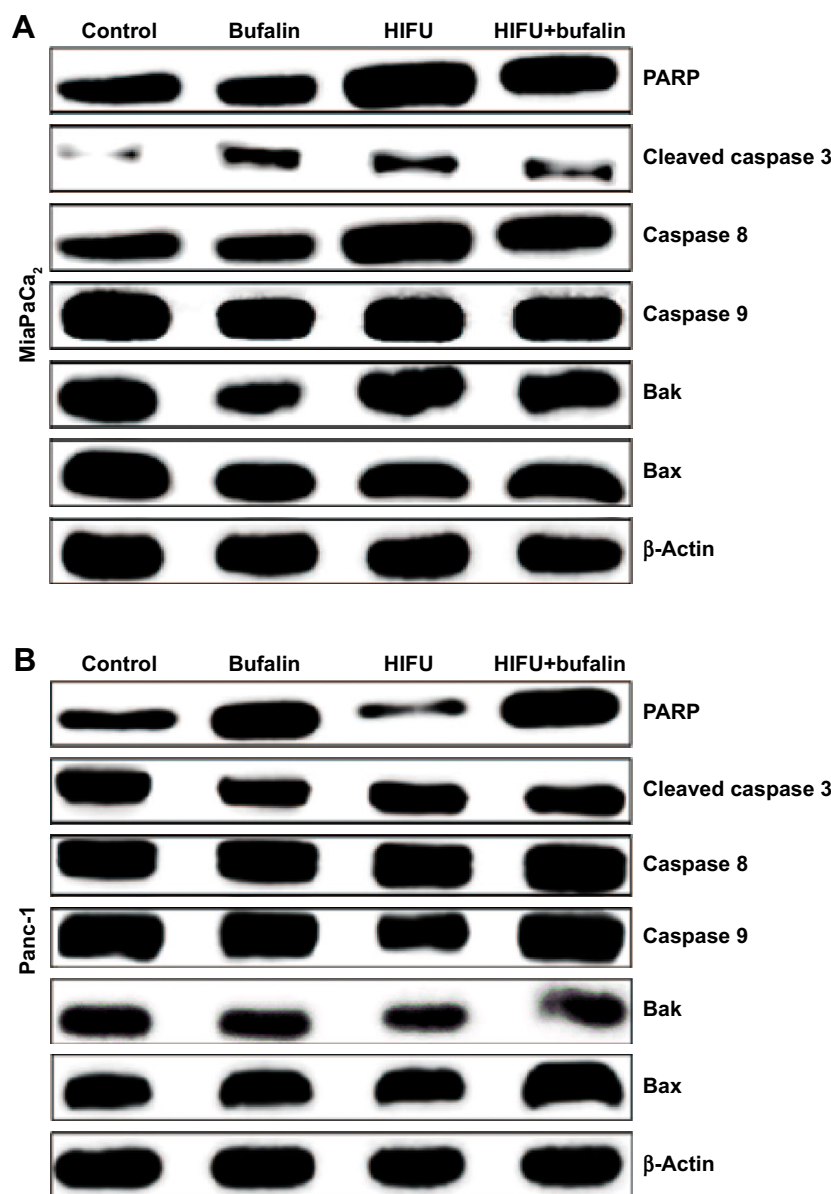 A
Control Bufalin HIFU HIFU+bufalin
PARP
Cleaved caspase 3
Caspase 8
Caspase 9
Bak
Bax
β-Actin
MiaPaCa₂
B
Control Bufalin HIFU HIFU+bufalin
PARP
Cleaved caspase 3
Caspase 8
Caspase 9
Bak
Bax
β-Actin
Panc-1